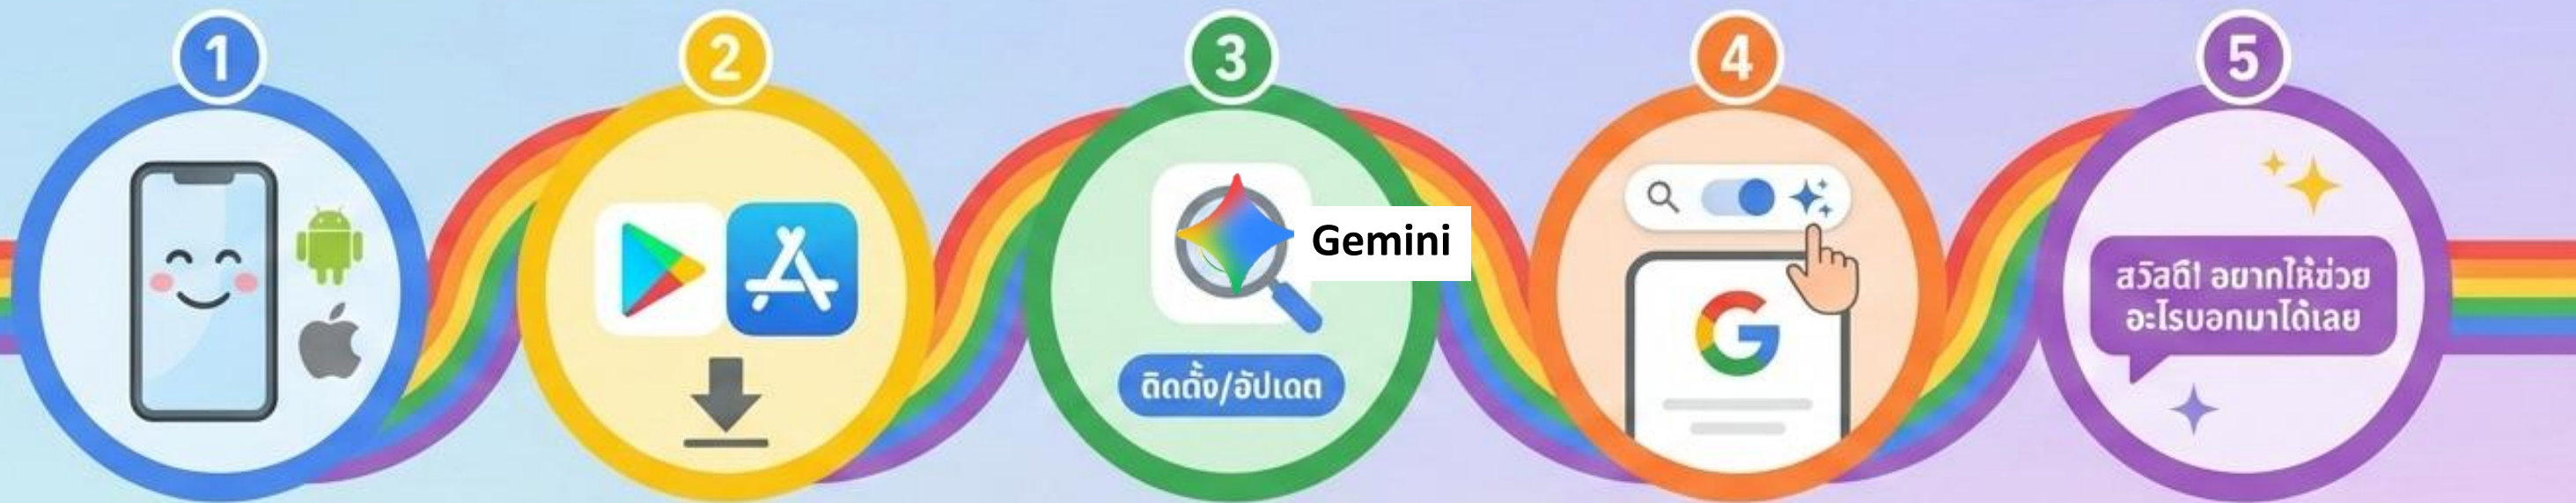 1
2
3
4
5
Gemini
ติดตั้ง/อัปเดต
สวัสดี! อยากให้ช่วย
อะไรบอกมาได้เลย